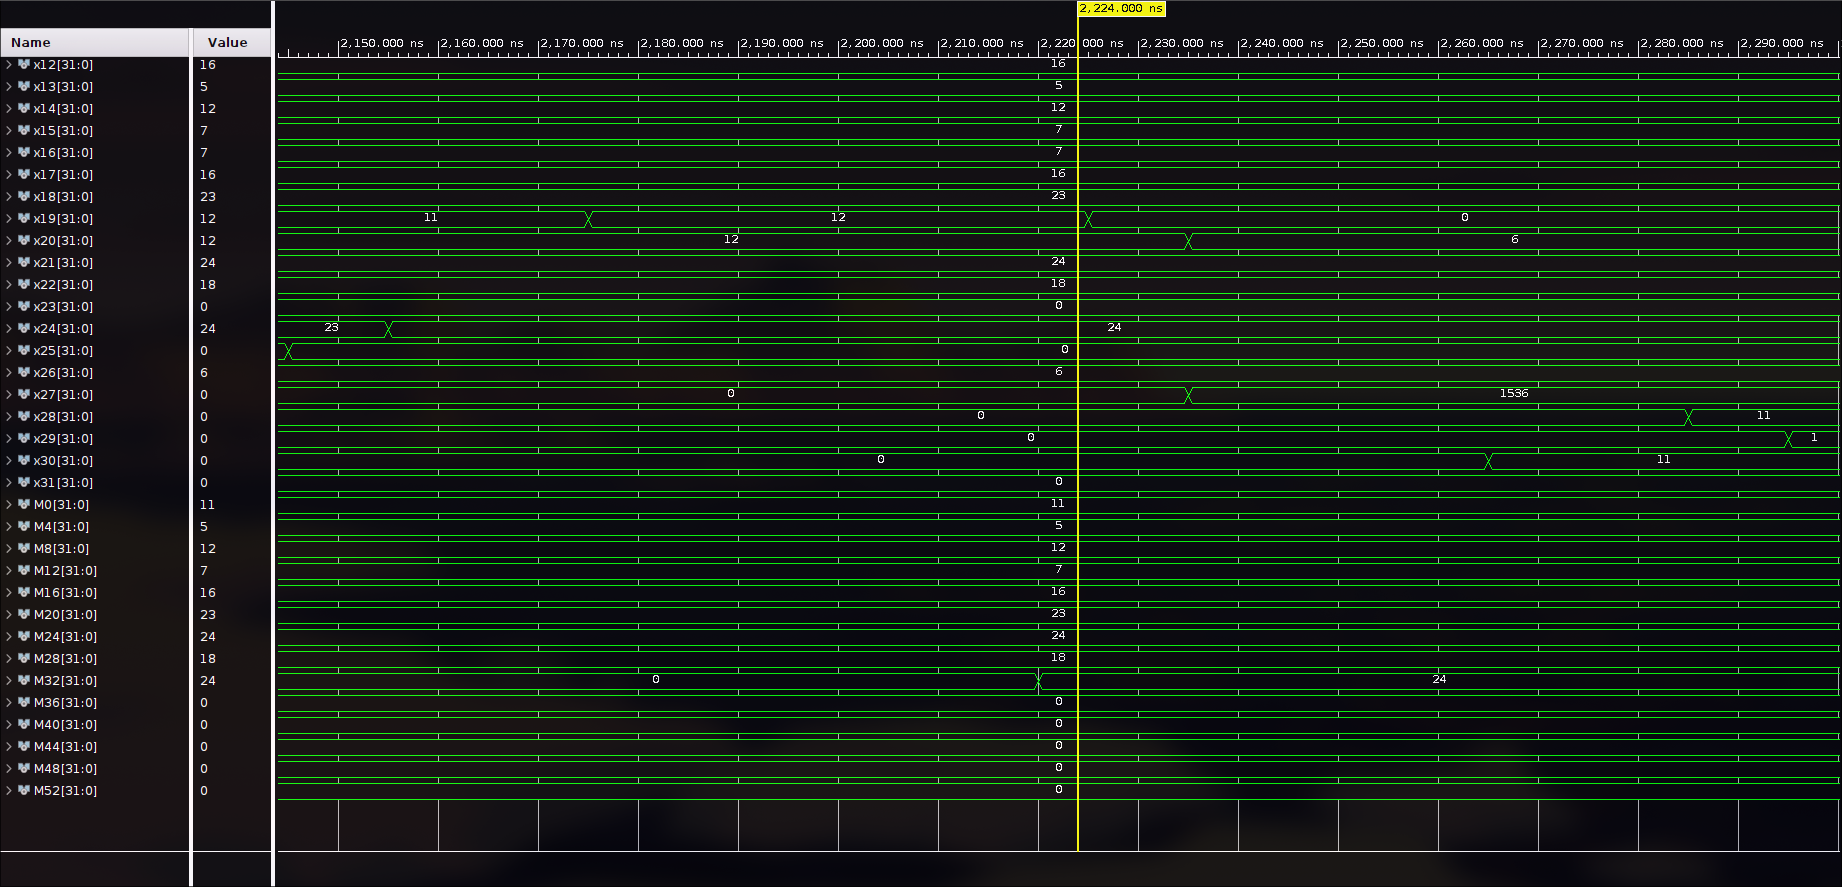 2,224.000 ns
Name Value
2,150.000 ns 2,160.000 ns 2,170.000 ns 2,180.000 ns 2,190.000 ns 2,200.000 ns 2,210.000 ns 2,220 000 ns 2,230.000 ns 2,240.000 ns 2,250.000 ns 2,260.000 ns 2,270.000 ns 2,280.000 ns 2,290.000 ns
x12[31:0] 16 16
x13[31:0] 5 5
x14[31:0] 12 12
x15[31:0] 7 7
x16[31:0] 7 7
x17[31:0] 16 16
x18[31:0] 23 23
x19[31:0] 12 11 12 0
x20[31:0] 12 12 6
x21[31:0] 24 24
x22[31:0] 18 18
x23[31:0] 0 0
x24[31:0] 24 23 24
x25[31:0] 0 0
x26[31:0] 6 6
x27[31:0] 0 0 1536
x28[31:0] 0 0 11
x29[31:0] 0 0 1
x30[31:0] 0 0 11
x31[31:0] 0 0
M0[31:0] 11 11
M4[31:0] 5 5
M8[31:0] 12 12
M12[31:0] 7 7
M16[31:0] 16 16
M20[31:0] 23 23
M24[31:0] 24 24
M28[31:0] 18 18
M32[31:0] 24 0 24
M36[31:0] 0 0
M40[31:0] 0 0
M44[31:0] 0 0
M48[31:0] 0 0
M52[31:0] 0 0